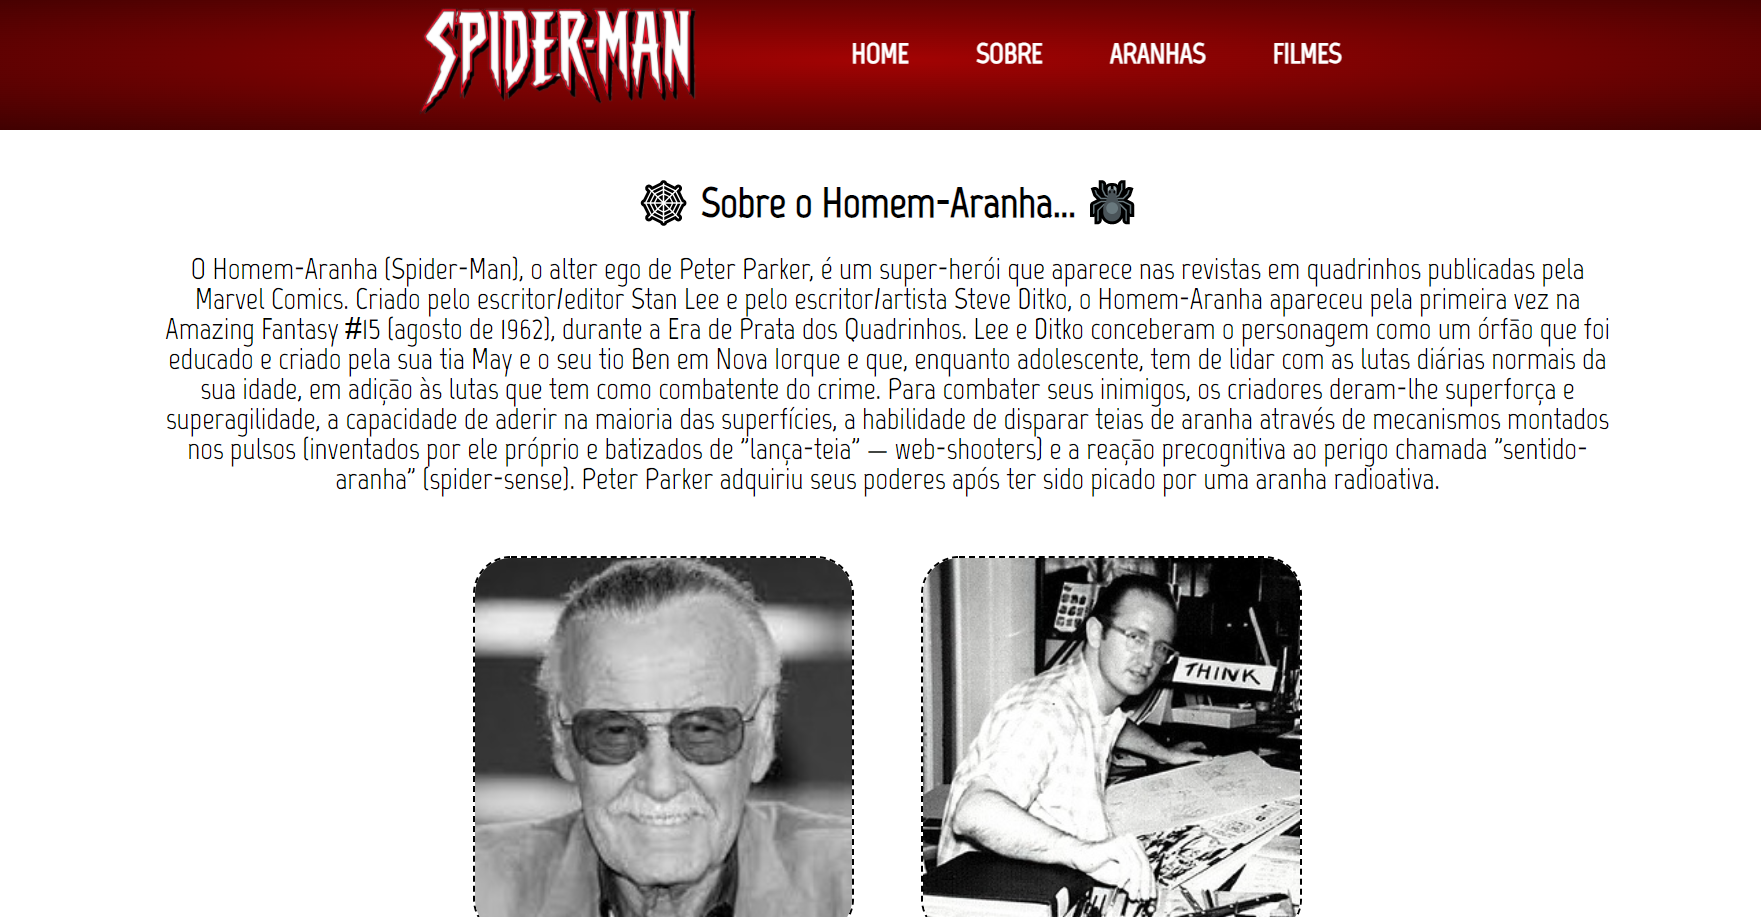 SPIDER-MAN
HOME SOBRE ARANHAS FILMES
Sobre o Homem-Aranha...
O Homem-Aranha (Spider-Man), o alter ego de Peter Parker, é um super-herói que aparece nas revistas em quadrinhos publicadas pela
Marvel Comics. Criado pelo escritor/editor Stan Lee e pelo escritor/artista Steve Ditko, o Homem-Aranha apareceu pela primeira vez na
Amazing Fantasy #15 (agosto de 1962), durante a Era de Prata dos Quadrinhos. Lee e Ditko conceberam o personagem como um órfão que foi
educado e criado pela sua tia May e o seu tio Ben em Nova Iorque e que, enquanto adolescente, tem de lidar com as lutas diárias normais da
sua idade, em adição às lutas que tem como combatente do crime. Para combater seus inimigos, os criadores deram-lhe superforça e
superagilidade, a capacidade de aderir na maioria das superfícies, a habilidade de disparar teias de aranha através de mecanismos montados
nos pulsos (inventados por ele próprio e batizados de "lança-teia" — web-shooters) e a reação precognitiva ao perigo chamada "sentido-
aranha" (spider-sense). Peter Parker adquiriu seus poderes após ter sido picado por uma aranha radioativa.
THINK